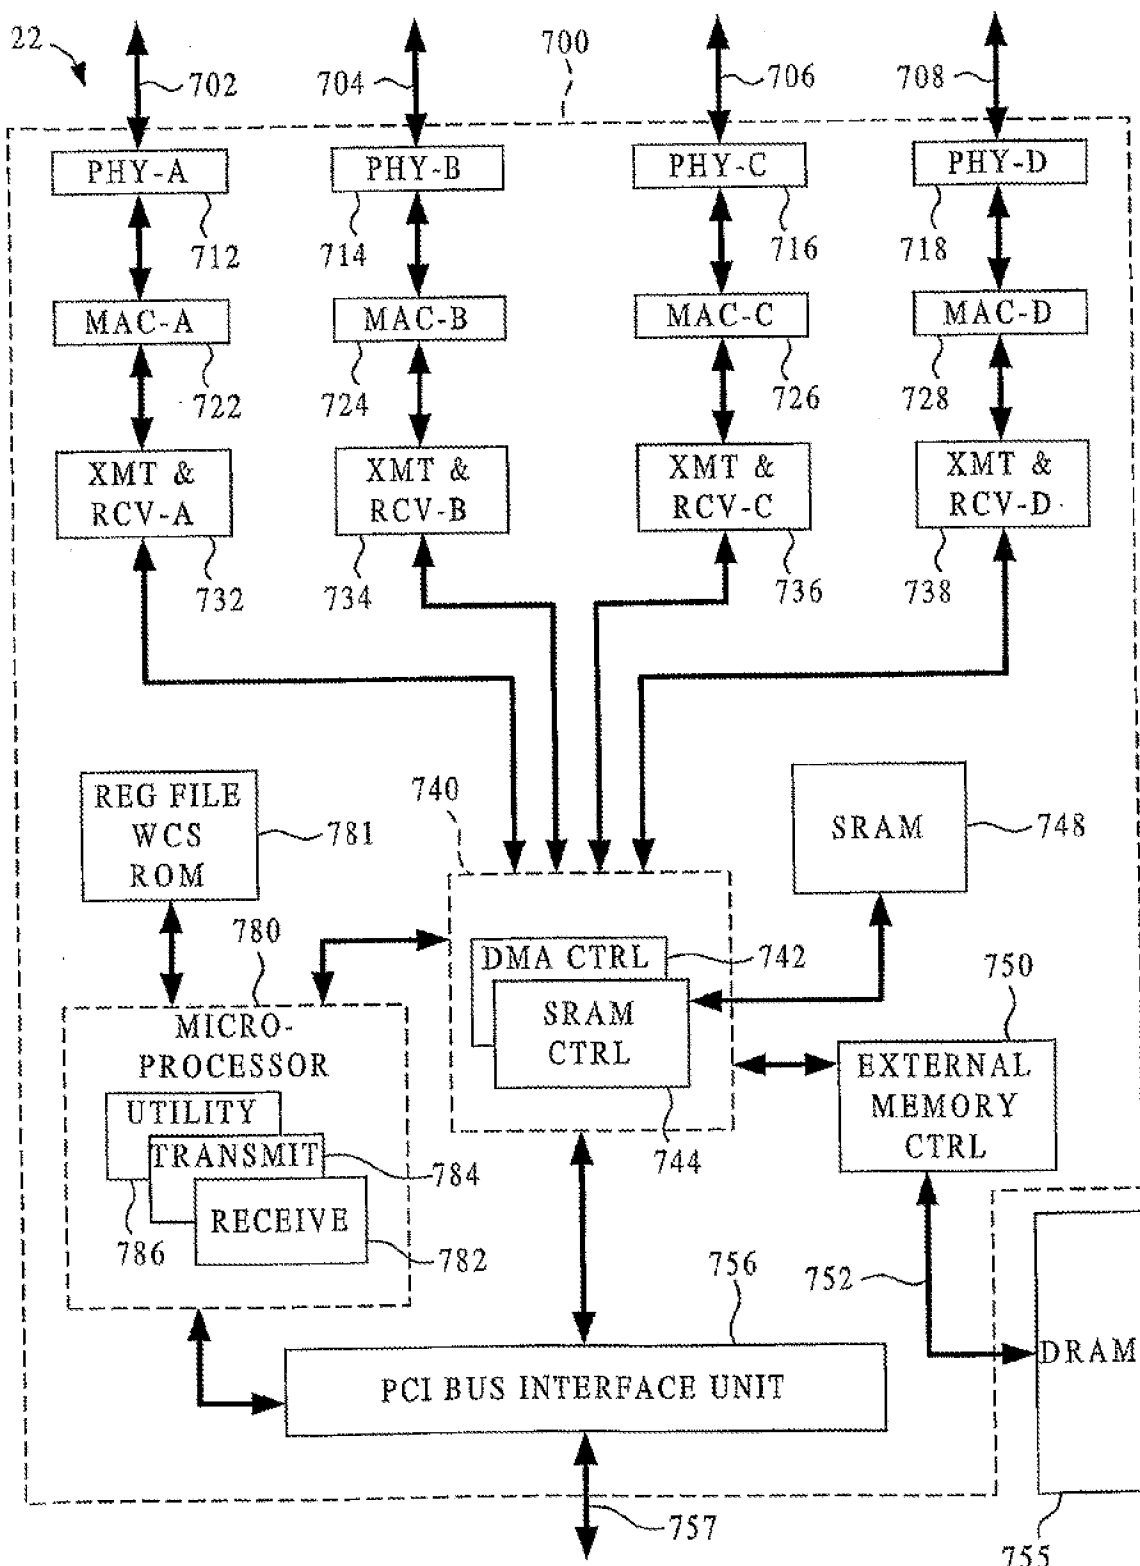 22
700
702
704
706
708
PHY-A
PHY-B
PHY-C
PHY-D
712
714
716
718
MAC-A
MAC-B
MAC-C
MAC-D
722
724
726
728
XMT &
RCV-A
XMT &
RCV-B
XMT &
RCV-C
XMT &
RCV-D
732
734
736
738
REG FILE
WCS
ROM
781
740
SRAM
748
780
DMA CTRL
742
SRAM
CTRL
744
750
EXTERNAL
MEMORY
CTRL
MICRO-
PROCESSOR
UTILITY
TRANSMIT
784
RECEIVE
786
782
756
752
PCI BUS INTERFACE UNIT
DRAM
757
755